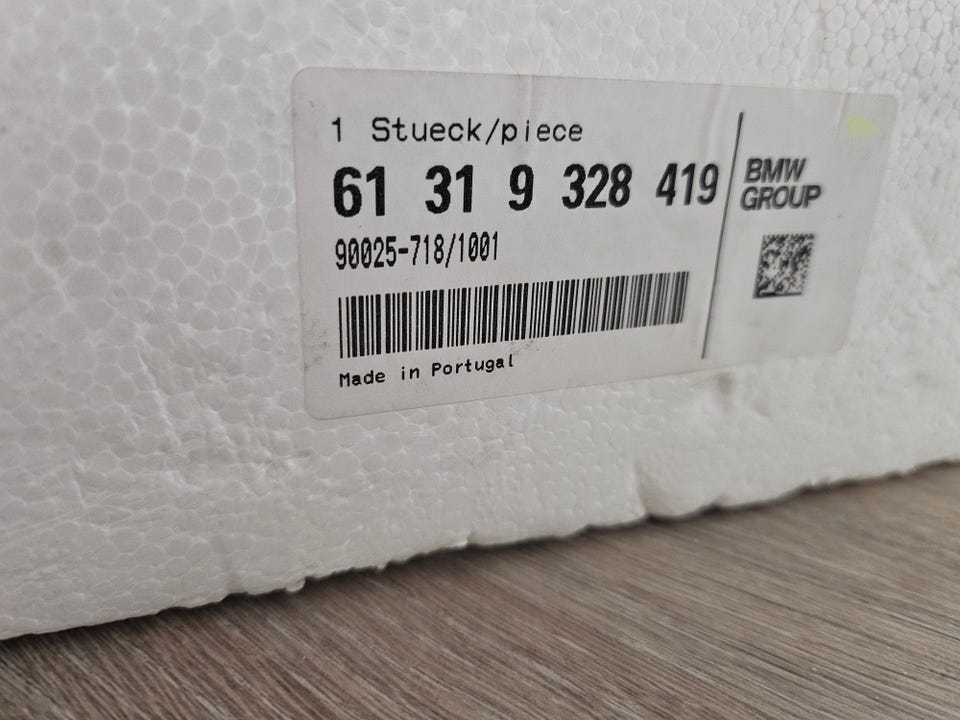 1 Stueck/piece
61 31 9 328 419
90025-718/1001
Made in Portugal
BMW
GROUP